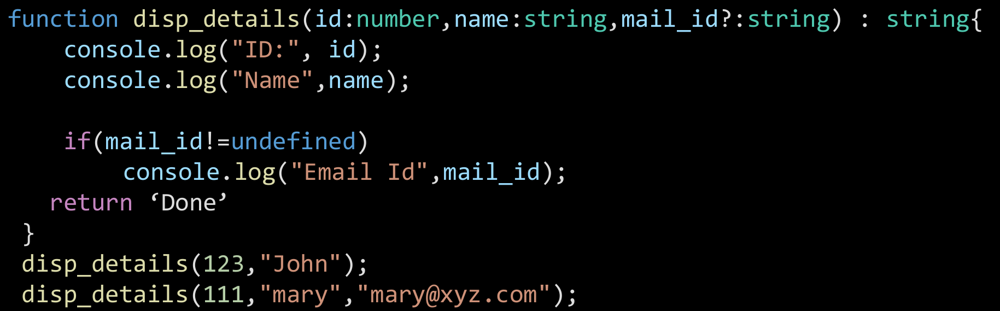 function disp_details(id:number,name:string,mail_id?:string) : string{
console.log("ID:", id);
console.log("Name",name);
if(mail_id!=undefined)
console.log("Email Id",mail_id);
return ‘Done’
}
disp_details(123,"John");
disp_details(111,"mary","mary@xyz.com");